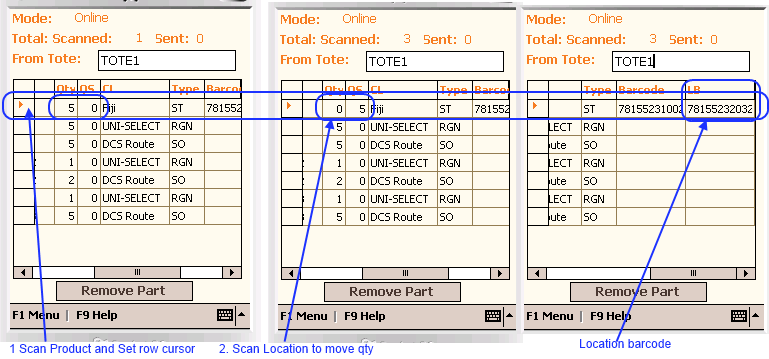 Mode: Online
Total: Scanned: 1 Sent: 0
From Tote: TOTE1
Qty QS CL Type Barcod
5 0 Fiji ST 78155
5 0 UNI-SELECT RGN
5 0 DCS Route SO
1 0 UNI-SELECT RGN
2 0 DCS Route SO
1 0 UNI-SELECT RGN
5 0 DCS Route SO
Remove Part
F1 Menu | F9 Help
1 Scan Product and Set row cursor
Mode: Online
Total: Scanned: 3 Sent: 0
From Tote: TOTE1
Qty QS CL Type Barcod
0 5 Fiji ST 78155
5 0 UNI-SELECT RGN
5 0 DCS Route SO
1 0 UNI-SELECT RGN
2 0 DCS Route SO
1 0 UNI-SELECT RGN
5 0 DCS Route SO
Remove Part
F1 Menu | F9 Help
2. Scan Location to move qty
Mode: Online
Total: Scanned: 3 Sent: 0
From Tote: TOTE1
Type Barcode LB
ST 78155231002 78155232032
LECT RGN
oute SO
LECT RGN
oute SO
LECT RGN
oute SO
Remove Part
F1 Menu | F9 Help
Location barcode